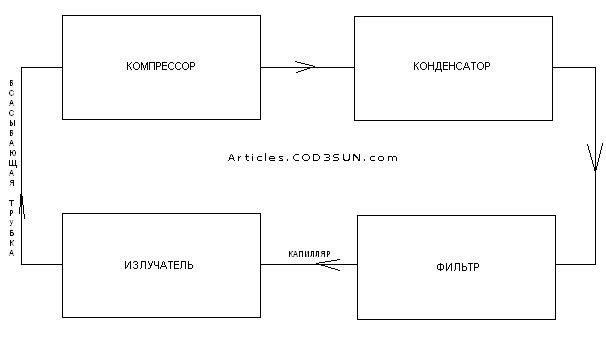 КОМПРЕССОР
КОНДЕНСАТОР
ВСАСЫВАЮЩАЯ ТРУБКА
Articles.COD3SUN.com
ИЗЛУЧАТЕЛЬ
КАПИЛЛЯР
ФИЛЬТР